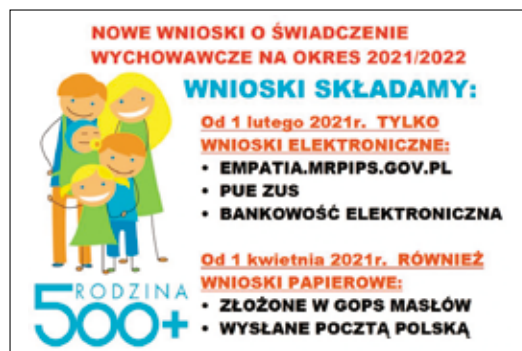 NOWE WNIOSKI O ŚWIADCZENIE
WYCHOWAWCZE NA OKRES 2021/2022
WNIOSKI SKŁADAMY:
Od 1 lutego 2021r. TYLKO
WNIOSKI ELEKTRONICZNE:
• EMPATIA.MRPIPS.GOV.PL
• PUE ZUS
• BANKOWOŚĆ ELEKTRONICZNA
Od 1 kwietnia 2021r. RÓWNIEŻ
WNIOSKI PAPIEROWE:
• ZŁOŻONE W GOPS MASŁÓW
• WYSŁANE POCZTĄ POLSKĄ
RODZINA
500+